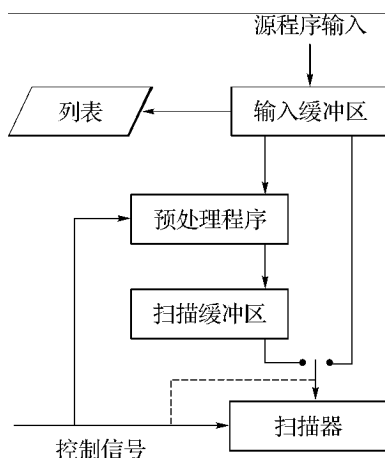 源程序输入
列表
输入缓冲区
预处理程序
扫描缓冲区
扫描器
控制信号